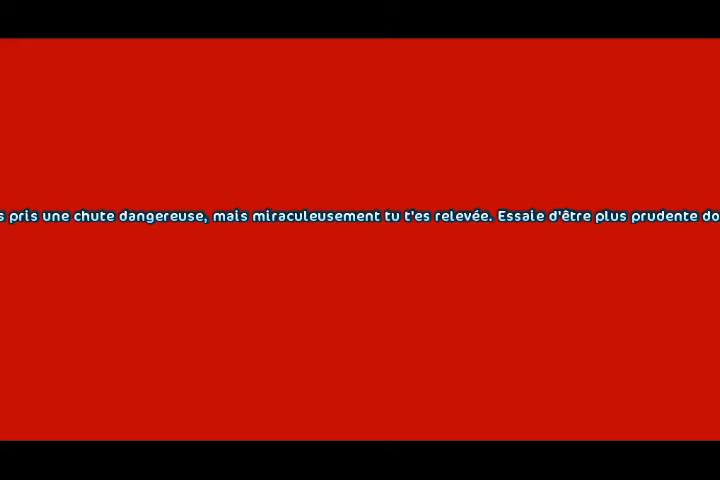 pris une chute dangereuse, mais miraculeusement tu t'es relevée. Essaie d'être plus prudente